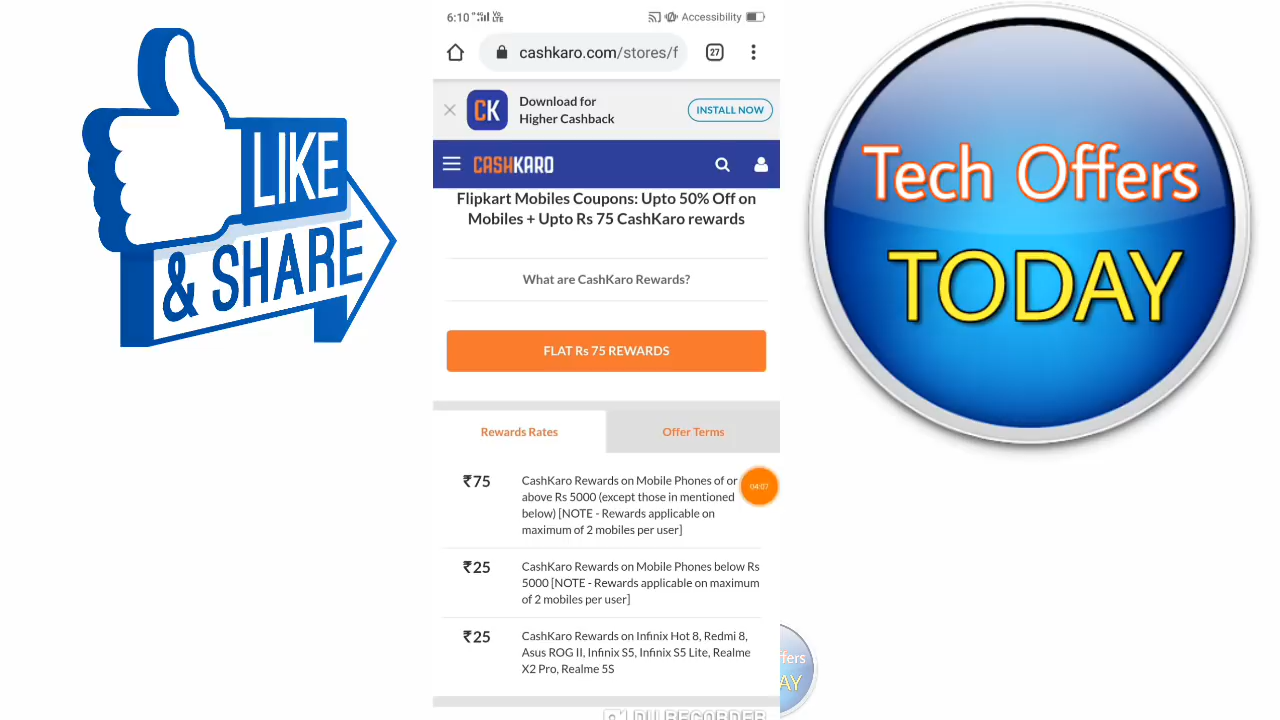 LIKE
& SHARE
6:10
Accessibility
cashkaro.com/stores/f
27
CK
Download for
Higher Cashback
INSTALL NOW
CASHKARO
Flipkart Mobiles Coupons: Upto 50% Off on
Mobiles + Upto Rs 75 CashKaro rewards
What are CashKaro Rewards?
FLAT Rs 75 REWARDS
Rewards Rates
Offer Terms
₹75
CashKaro Rewards on Mobile Phones of or
above Rs 5000 (except those in mentioned
below) [NOTE - Rewards applicable on
maximum of 2 mobiles per user]
04:07
₹25
CashKaro Rewards on Mobile Phones below Rs
5000 [NOTE - Rewards applicable on maximum
of 2 mobiles per user]
₹25
CashKaro Rewards on Infinix Hot 8, Redmi 8,
Asus ROG II, Infinix S5, Infinix S5 Lite, Realme
X2 Pro, Realme 5S
Tech Offers
TODAY
ffers
AY
DU RECORDER